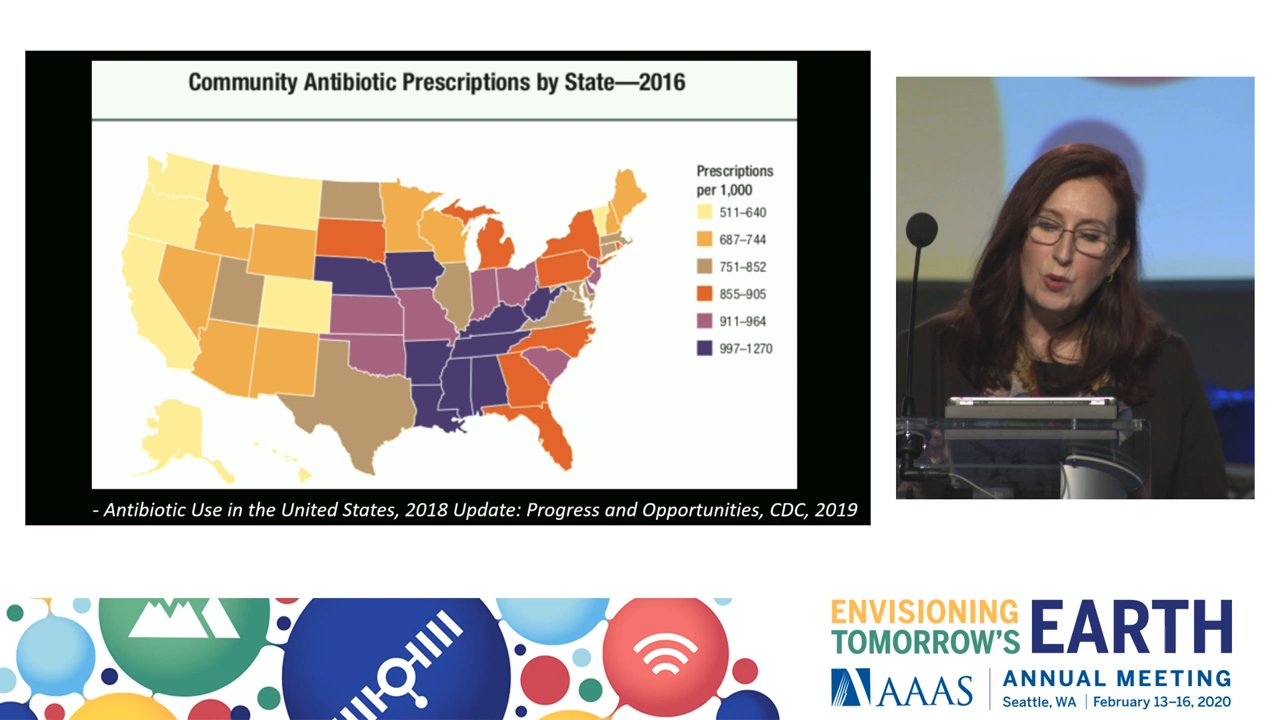 Community Antibiotic Prescriptions by State—2016
Prescriptions
per 1,000
511–640
687–744
751–852
855–905
911–964
997–1270
- Antibiotic Use in the United States, 2018 Update: Progress and Opportunities, CDC, 2019
ENVISIONING
TOMORROW'S
EARTH
AAAS
ANNUAL MEETING
Seattle, WA | February 13–16, 2020